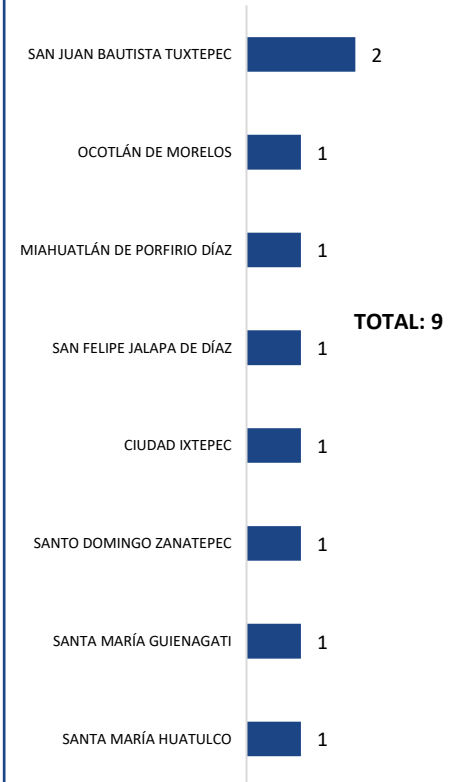 SAN JUAN BAUTISTA TUXTEPEC 2
OCOTLÁN DE MORELOS 1
MIAHUATLÁN DE PORFIRIO DÍAZ 1
TOTAL: 9
SAN FELIPE JALAPA DE DÍAZ 1
CIUDAD IXTEPEC 1
SANTO DOMINGO ZANATEPEC 1
SANTA MARÍA GUIENAGATI 1
SANTA MARÍA HUATULCO 1